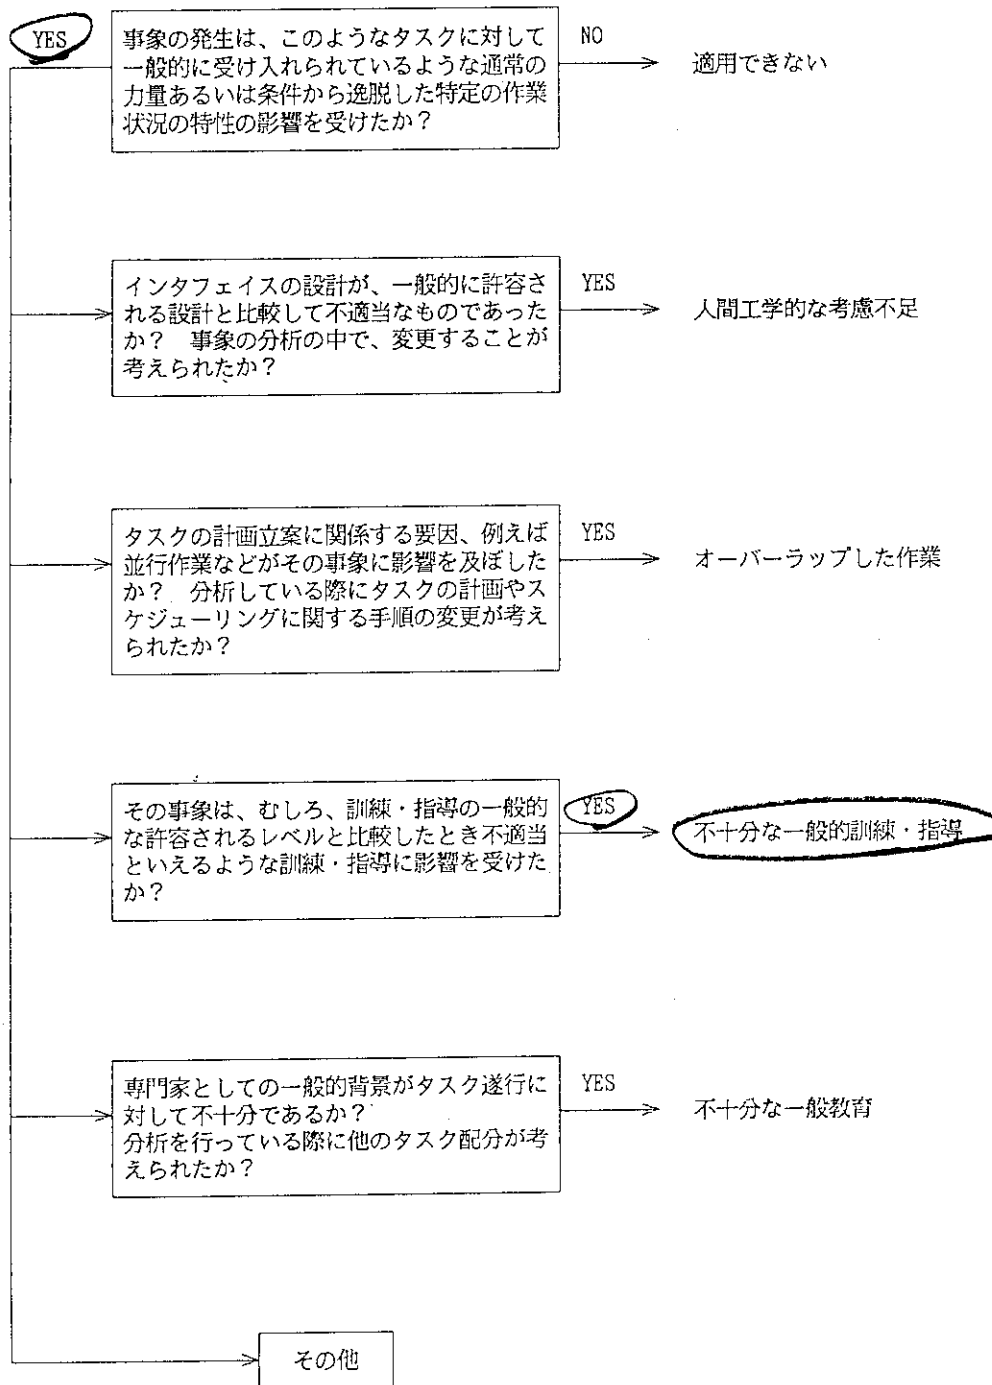 YES
事象の発生は、このようなタスクに対して
一般的に受け入れられているような通常の
力量あるいは条件から逸脱した特定の作業
状況の特性の影響を受けたか？
NO
適用できない
インタフェイスの設計が、一般的に許容さ
れる設計と比較して不適当なものであった
か？　事象の分析の中で、変更することが
考えられたか？
YES
人間工学的な考慮不足
タスクの計画立案に関係する要因、例えば
並行作業などがその事象に影響を及ぼした
か？　分析している際にタスクの計画やス
ケジューリングに関する手順の変更が考え
られたか？
YES
オーバーラップした作業
その事象は、むしろ、訓練・指導の一般的
な許容されるレベルと比較したとき不適当
といえるような訓練・指導に影響を受けた
か？
YES
不十分な一般的訓練・指導
専門家としての一般的背景がタスク遂行に
対して不十分であるか？
分析を行っている際に他のタスク配分が考
えられたか？
YES
不十分な一般教育
その他